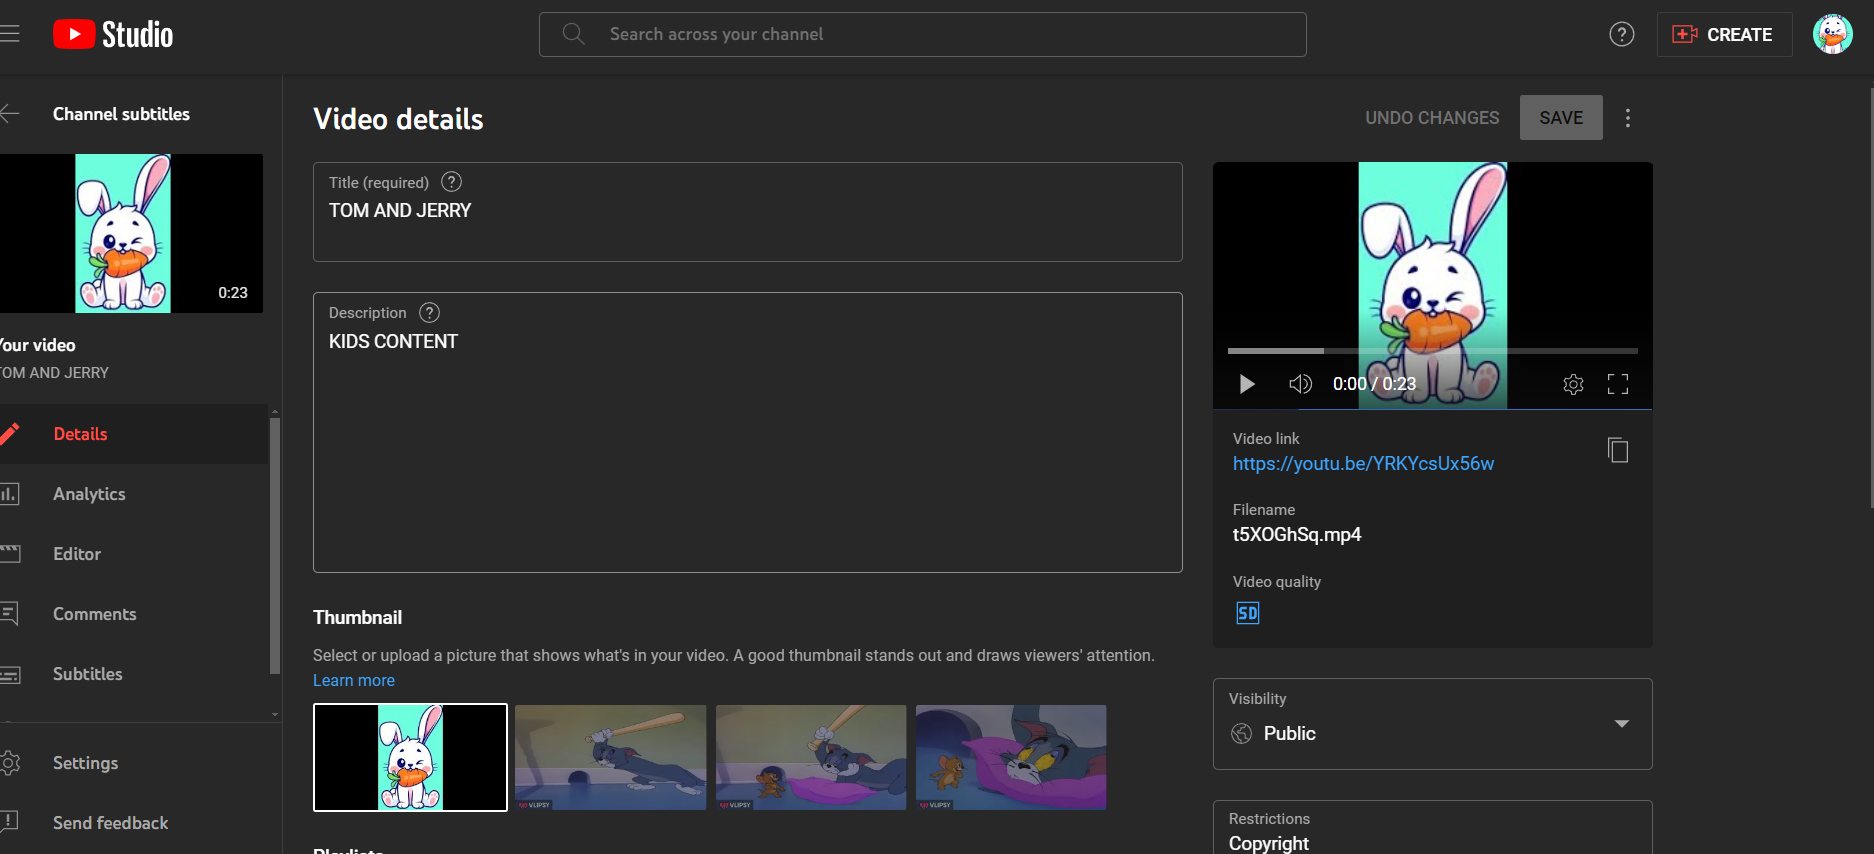 Studio
Search across your channel
CREATE
Channel subtitles
0:23
Your video
TOM AND JERRY
Details
Analytics
Editor
Comments
Subtitles
Settings
Send feedback
Video details
UNDO CHANGES
SAVE
Title (required)
TOM AND JERRY
Description
KIDS CONTENT
Thumbnail
Select or upload a picture that shows what's in your video. A good thumbnail stands out and draws viewers' attention.
Learn more
VLIPSY
VLIPSY
VLIPSY
Playlists
0:00 / 0:23
Video link
https://youtu.be/YRKYcsUx56w
Filename
t5XOGhSq.mp4
Video quality
SD
Visibility
Public
Restrictions
Copyright